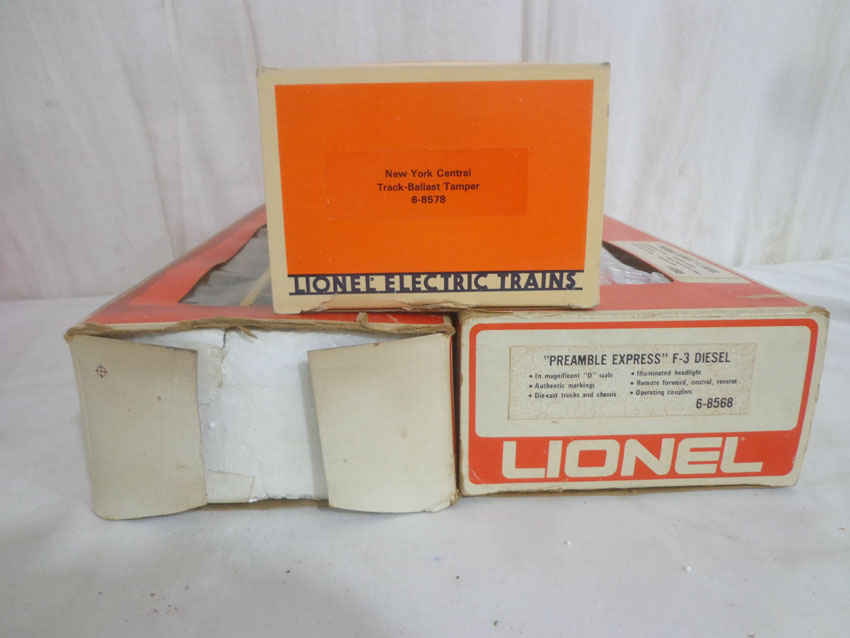 New York Central
Track-Ballast Tamper
6-8578
LIONEL ELECTRIC TRAINS
"PREAMBLE EXPRESS" F-3 DIESEL
• In magnificent "O" scale
• Authentic markings
• Die-cast trucks and chassis
• Illuminated headlight
• Remote forward, neutral, reverse
• Operating couplers
6-8568
LIONEL